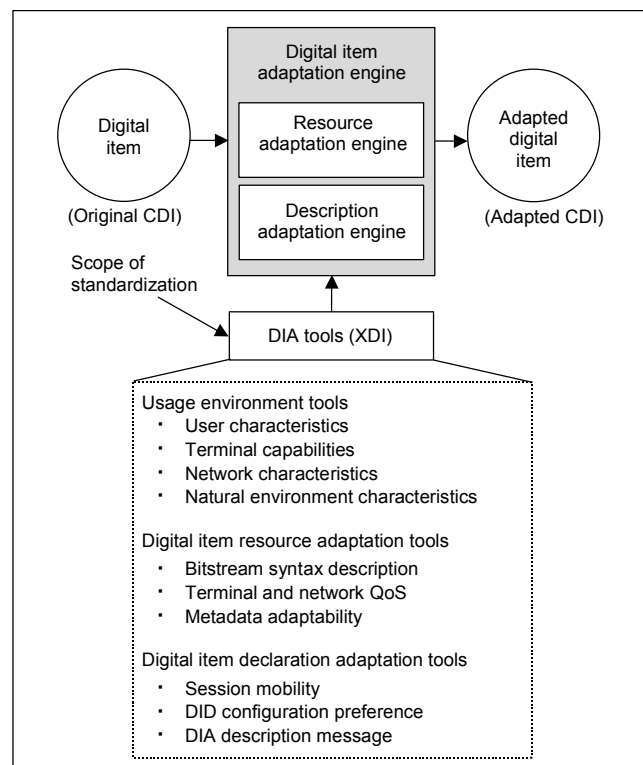 Digital item
adaptation engine
Digital
item
Resource
adaptation engine
Adapted
digital
item
(Original CDI)
Description
adaptation engine
(Adapted CDI)
Scope of
standardization
DIA tools (XDI)
Usage environment tools
· User characteristics
· Terminal capabilities
· Network characteristics
· Natural environment characteristics
Digital item resource adaptation tools
· Bitstream syntax description
· Terminal and network QoS
· Metadata adaptability
Digital item declaration adaptation tools
· Session mobility
· DID configuration preference
· DIA description message